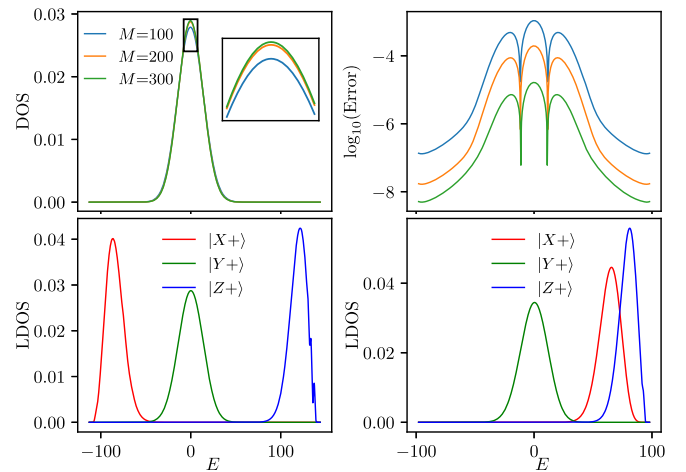 DOS
0.03
0.02
0.01
0.00
M=100
M=200
M=300
log₁₀(Error)
−4
−6
−8
LDOS
0.04
0.03
0.02
0.01
0.00
|X+⟩
|Y+⟩
|Z+⟩
−100
0
100
E
LDOS
0.04
0.02
0.00
|X+⟩
|Y+⟩
|Z+⟩
−100
0
100
E